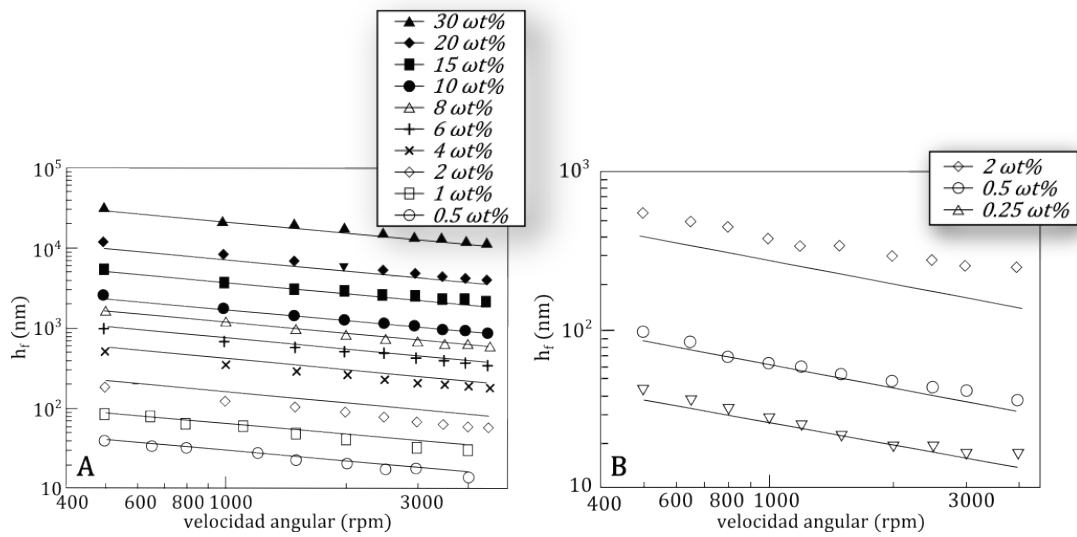 30 ωt%
20 ωt%
15 ωt%
10 ωt%
8 ωt%
6 ωt%
4 ωt%
2 ωt%
1 ωt%
0.5 ωt%
10⁵
10⁴
10³
10²
10
h_f (nm)
A
400 600 800 1000 3000
velocidad angular (rpm)
2 ωt%
0.5 ωt%
0.25 ωt%
10³
10²
10
h_f (nm)
B
400 600 800 1000 3000
velocidad angular (rpm)